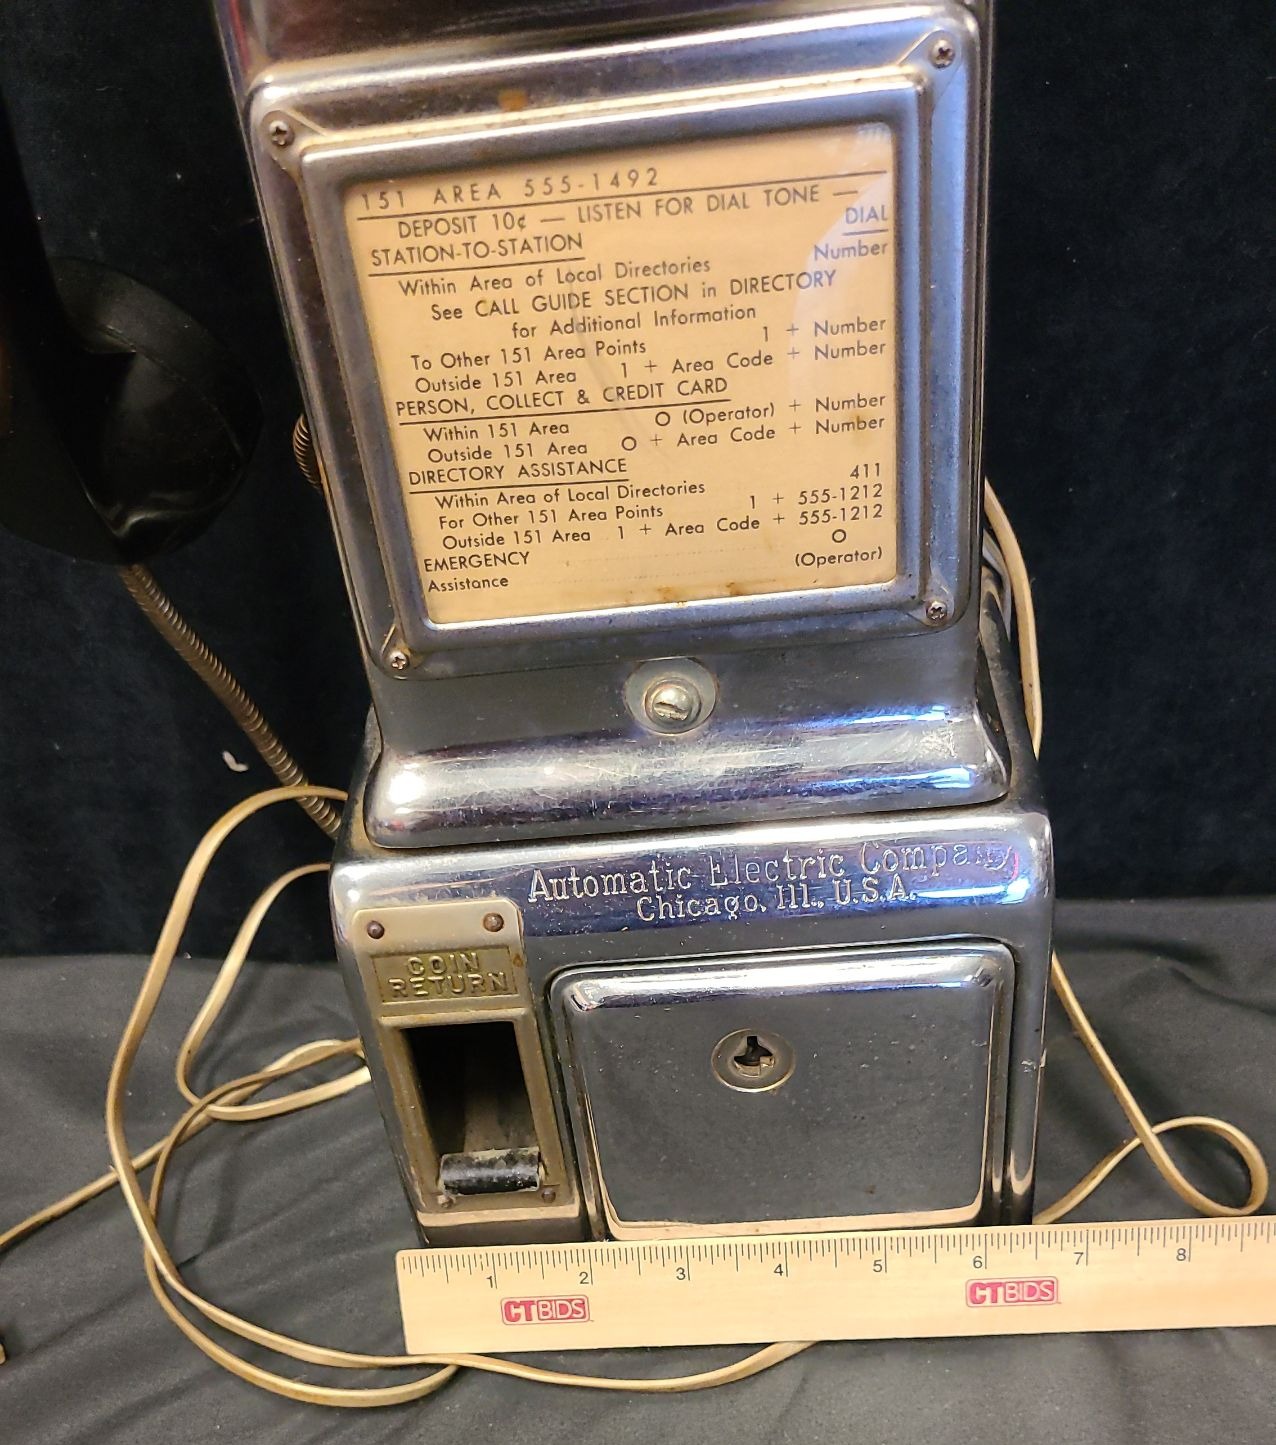 151 AREA 555-1492
DEPOSIT 10¢ — LISTEN FOR DIAL TONE —
STATION-TO-STATION DIAL
Within Area of Local Directories Number
See CALL GUIDE SECTION in DIRECTORY
for Additional Information
To Other 151 Area Points 1 + Number
Outside 151 Area 1 + Area Code + Number
PERSON, COLLECT & CREDIT CARD
Within 151 Area O (Operator) + Number
Outside 151 Area O + Area Code + Number
DIRECTORY ASSISTANCE
Within Area of Local Directories 411
For Other 151 Area Points 1 + 555-1212
Outside 151 Area 1 + Area Code + 555-1212
EMERGENCY O
Assistance (Operator)
Automatic Electric Company
Chicago, Ill., U.S.A.
COIN
RETURN
1 2 3 4 5 6 7 8
CTBIDS CTBIDS